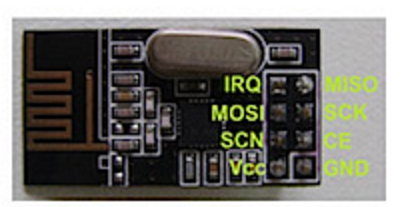 IRQ MISO
MOSI SCK
SCN CE
Vcc GND